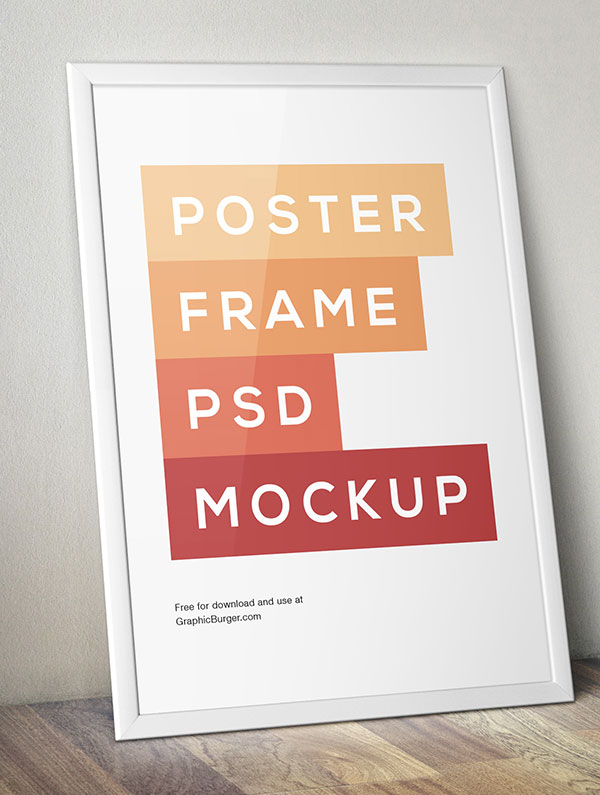 POSTER
FRAME
PSD
MOCKUP
Free for download and use at
GraphicBurger.com